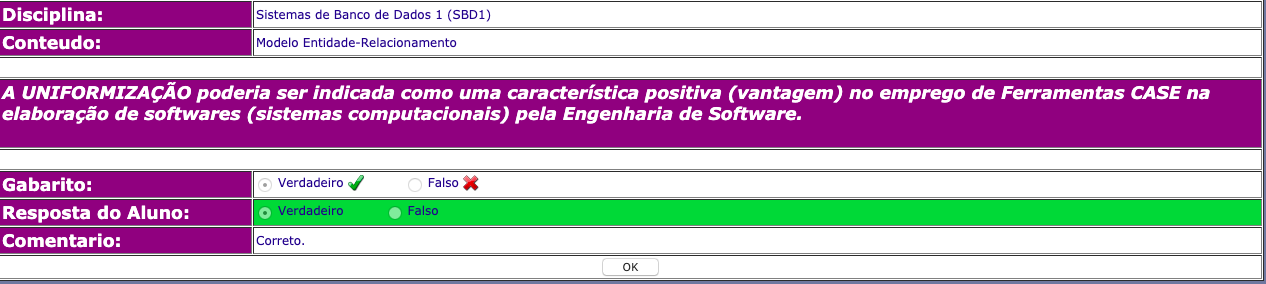 Disciplina: Sistemas de Banco de Dados 1 (SBD1)
Conteudo: Modelo Entidade-Relacionamento
A UNIFORMIZAÇÃO poderia ser indicada como uma característica positiva (vantagem) no emprego de Ferramentas CASE na
elaboração de softwares (sistemas computacionais) pela Engenharia de Software.
Gabarito: Verdadeiro Falso
Resposta do Aluno: Verdadeiro Falso
Comentario: Correto.
OK